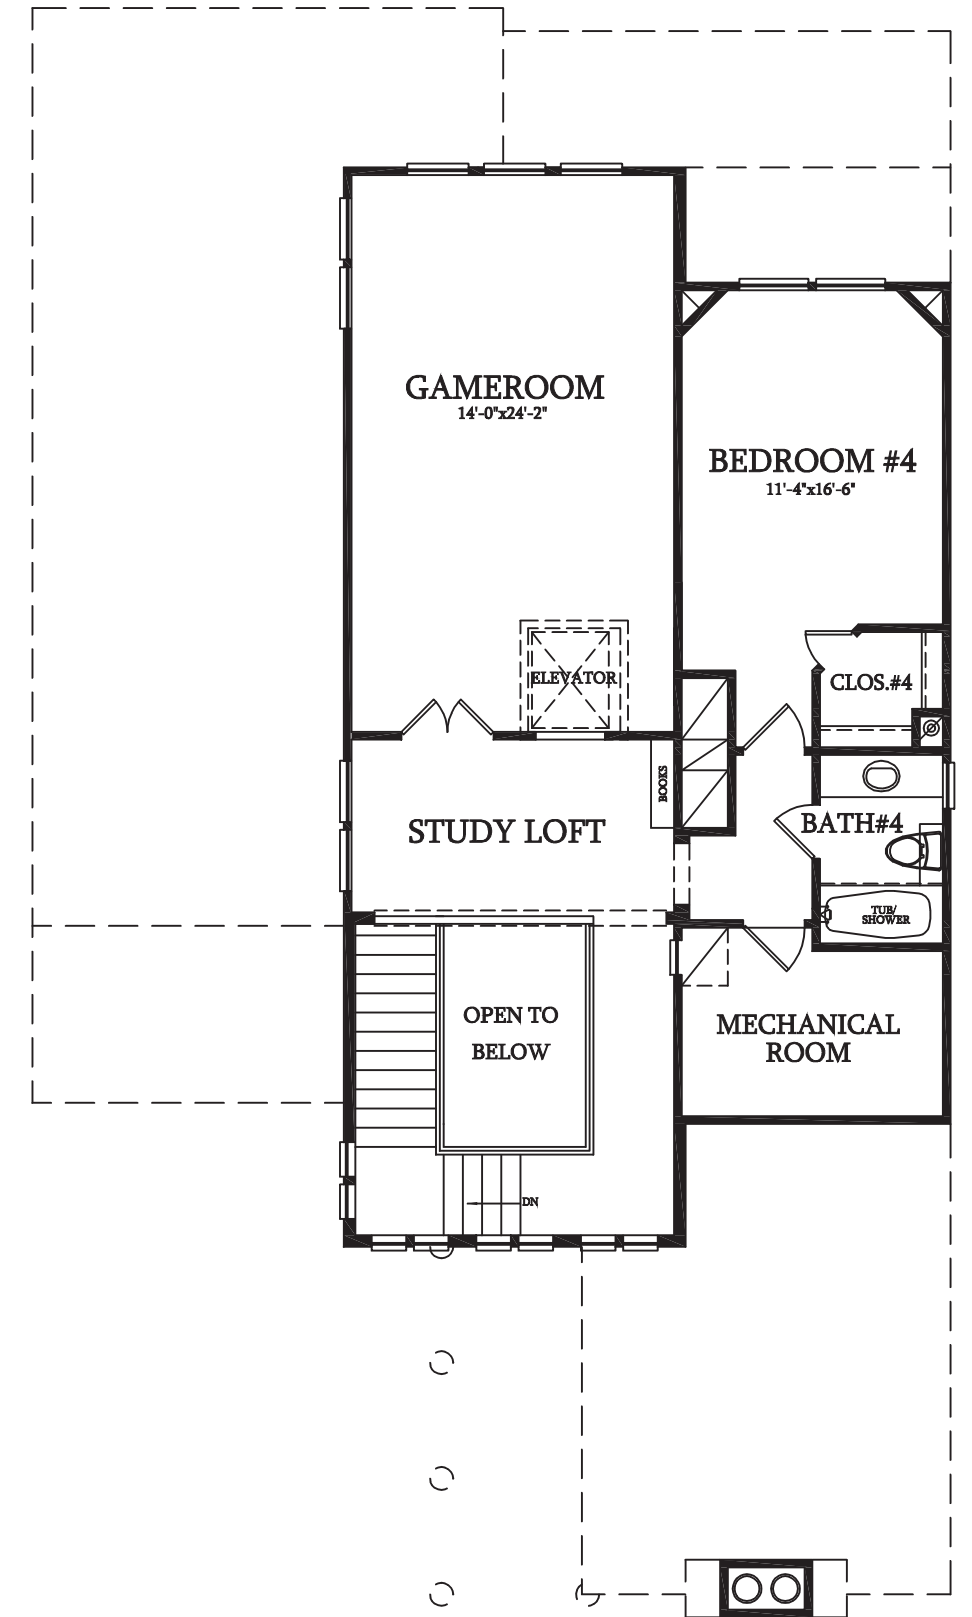 GAMEROOM
14'-0"x24'-2"
BEDROOM #4
11'-4"x16'-6"
ELEVATOR
CLOS.#4
BOOKS
STUDY LOFT
BATH#4
TUB/
SHOWER
OPEN TO
BELOW
MECHANICAL
ROOM
DN